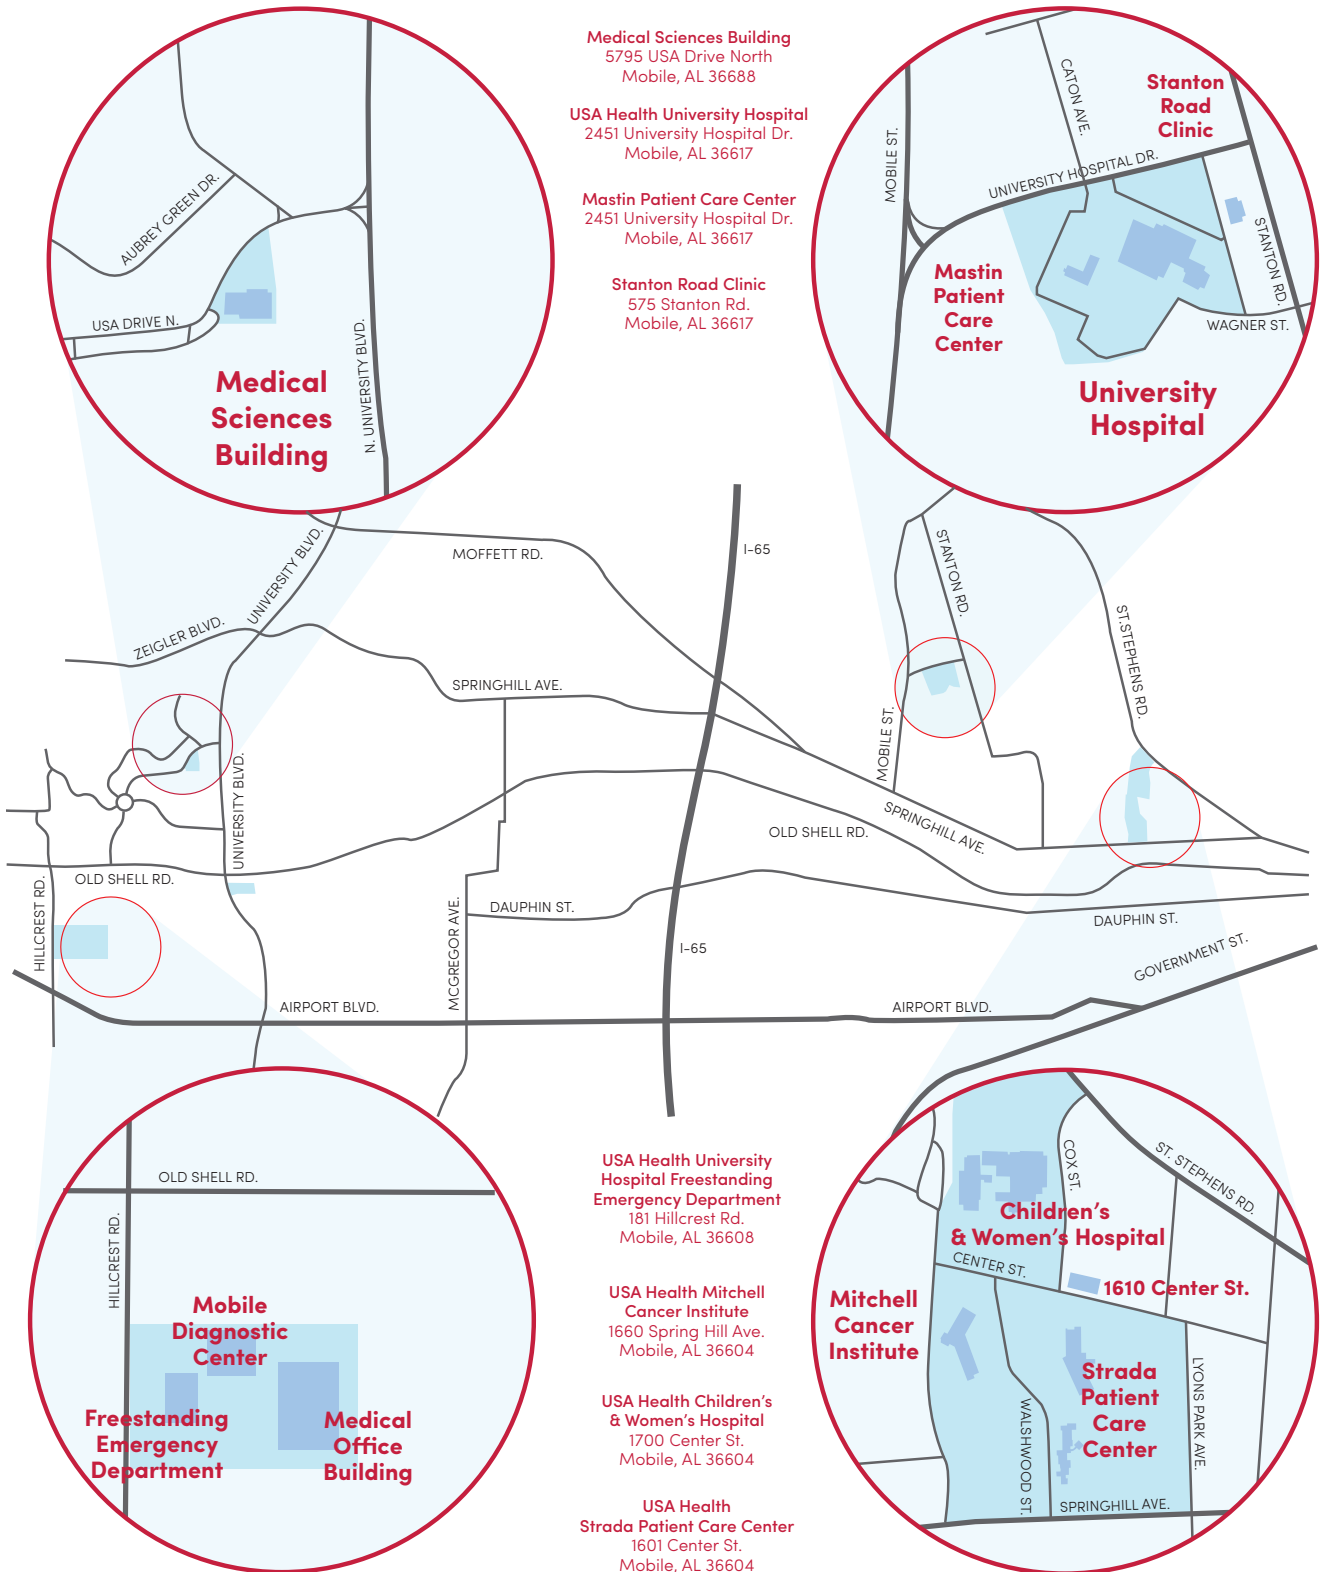 Medical Sciences Building
5795 USA Drive North
Mobile, AL 36688
USA Health University Hospital
2451 University Hospital Dr.
Mobile, AL 36617
Mastin Patient Care Center
2451 University Hospital Dr.
Mobile, AL 36617
Stanton Road Clinic
575 Stanton Rd.
Mobile, AL 36617
AUBREY GREEN DR.
USA DRIVE N.
N. UNIVERSITY BLVD.
Medical
Sciences
Building
CATON AVE.
Stanton
Road
Clinic
MOBILE ST.
UNIVERSITY HOSPITAL DR.
STANTON RD.
Mastin
Patient
Care
Center
WAGNER ST.
University
Hospital
MOFFETT RD.
I-65
UNIVERSITY BLVD.
ZEIGLER BLVD.
STANTON RD.
ST.STEPHENS RD.
SPRINGHILL AVE.
MOBILE ST.
UNIVERSITY BLVD.
OLD SHELL RD.
SPRINGHILL AVE.
OLD SHELL RD.
HILLCREST RD.
MCGREGOR AVE.
DAUPHIN ST.
DAUPHIN ST.
I-65
GOVERNMENT ST.
AIRPORT BLVD.
AIRPORT BLVD.
OLD SHELL RD.
HILLCREST RD.
Mobile
Diagnostic
Center
Freestanding
Emergency
Department
Medical
Office
Building
USA Health University
Hospital Freestanding
Emergency Department
181 Hillcrest Rd.
Mobile, AL 36608
USA Health Mitchell
Cancer Institute
1660 Spring Hill Ave.
Mobile, AL 36604
USA Health Children's
& Women's Hospital
1700 Center St.
Mobile, AL 36604
USA Health
Strada Patient Care Center
1601 Center St.
Mobile, AL 36604
COX ST.
ST. STEPHENS RD.
Children's
& Women's Hospital
CENTER ST.
1610 Center St.
Mitchell
Cancer
Institute
Strada
Patient
Care
Center
LYONS PARK AVE.
WALSHWOOD ST.
SPRINGHILL AVE.